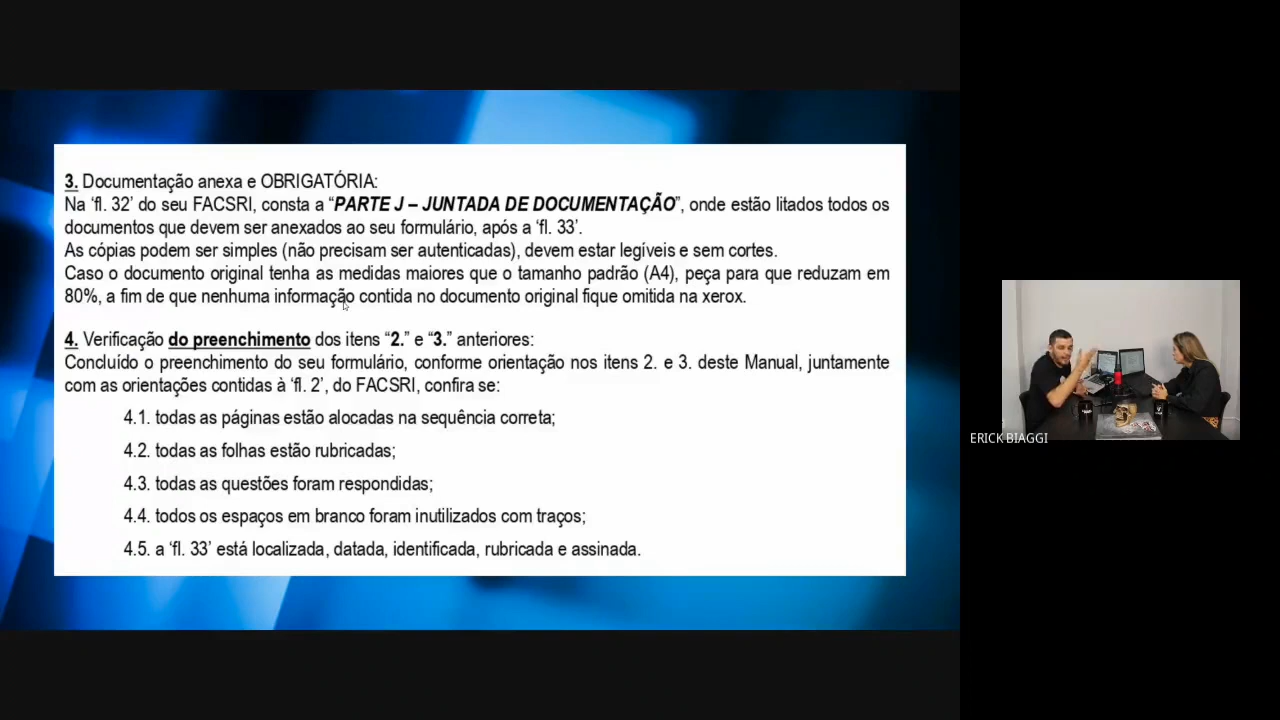 3. Documentação anexa e OBRIGATÓRIA:
Na ‘fl. 32’ do seu FACSRI, consta a “PARTE J – JUNTADA DE DOCUMENTAÇÃO”, onde estão litados todos os
documentos que devem ser anexados ao seu formulário, após a ‘fl. 33’.
As cópias podem ser simples (não precisam ser autenticadas), devem estar legíveis e sem cortes.
Caso o documento original tenha as medidas maiores que o tamanho padrão (A4), peça para que reduzam em
80%, a fim de que nenhuma informação contida no documento original fique omitida na xerox.
4. Verificação do preenchimento dos itens “2.” e “3.” anteriores:
Concluído o preenchimento do seu formulário, conforme orientação nos itens 2. e 3. deste Manual, juntamente
com as orientações contidas à ‘fl. 2’, do FACSRI, confira se:
4.1. todas as páginas estão alocadas na sequência correta;
4.2. todas as folhas estão rubricadas;
4.3. todas as questões foram respondidas;
4.4. todos os espaços em branco foram inutilizados com traços;
4.5. a ‘fl. 33’ está localizada, datada, identificada, rubricada e assinada.
ERICK BIAGGI